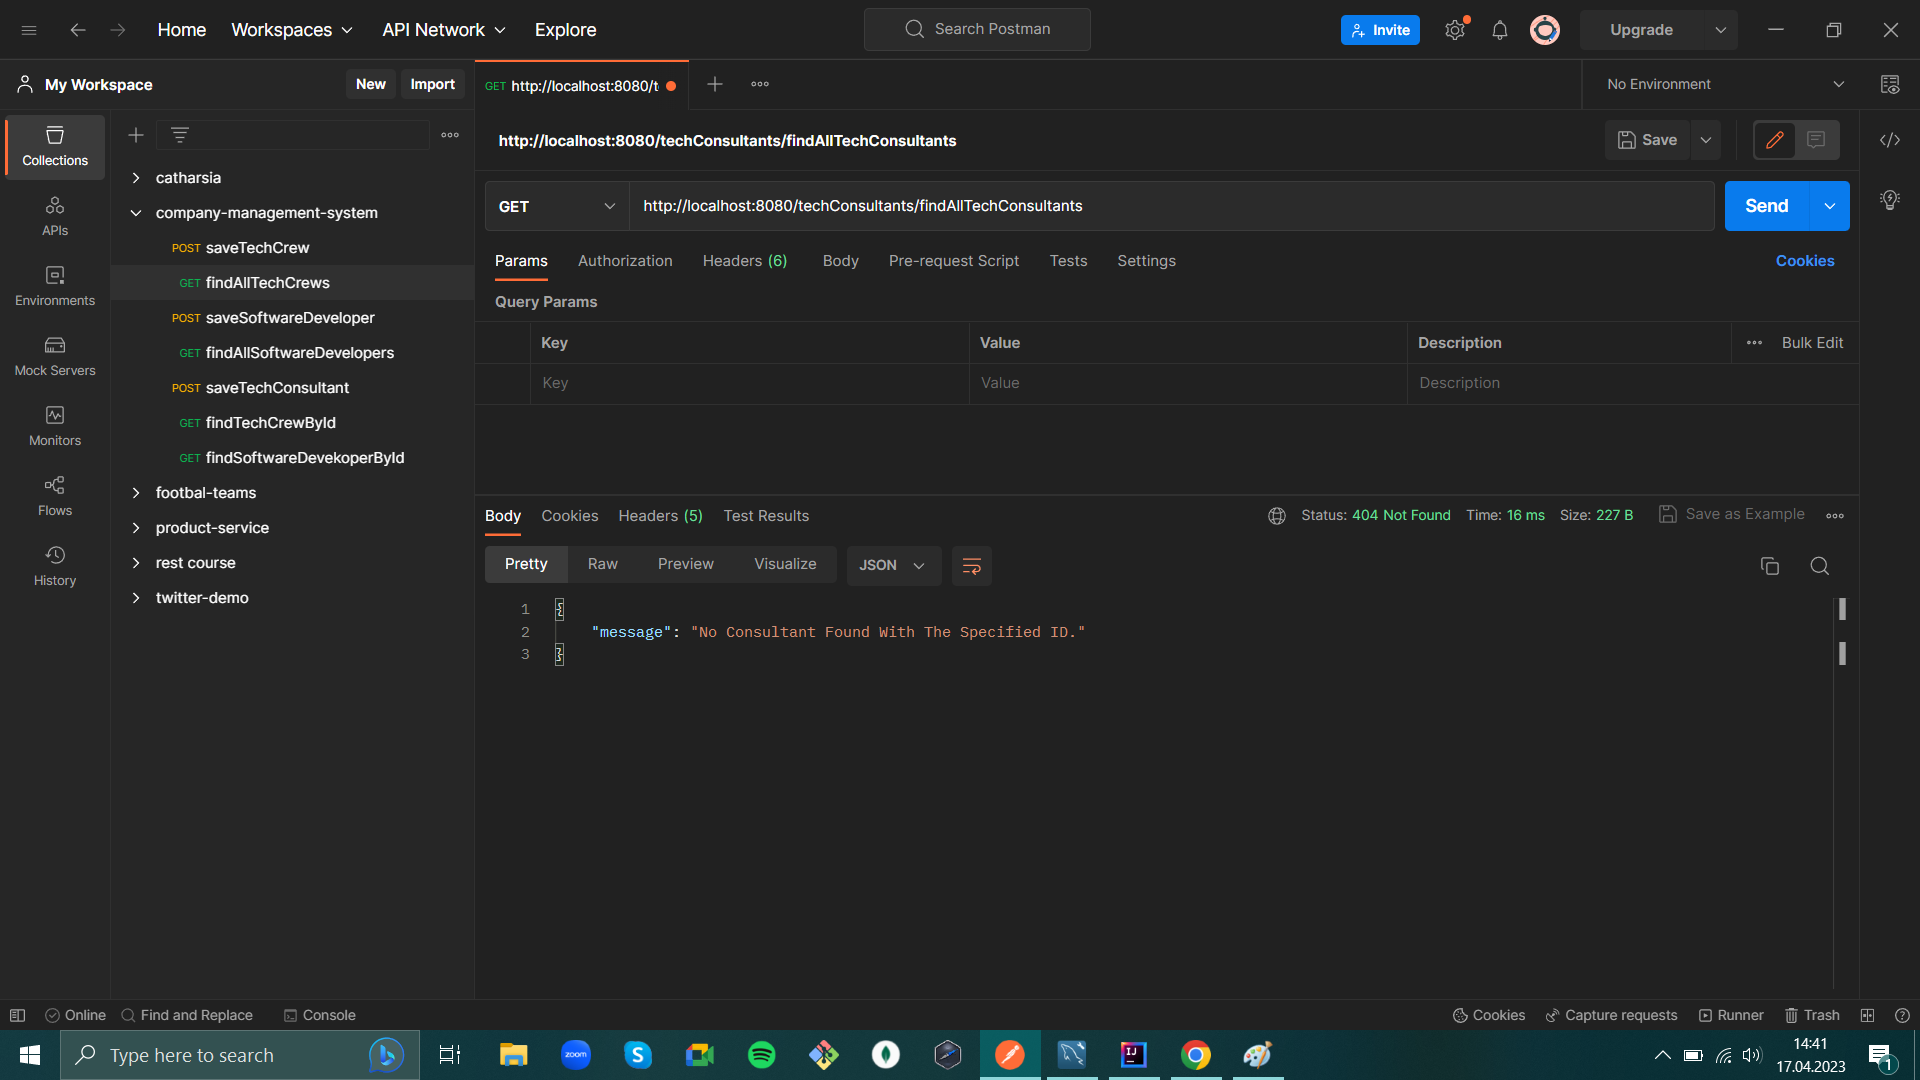 Home
Workspaces
API Network
Explore
Search Postman
Invite
Upgrade
My Workspace
New
Import
GET http://localhost:8080/t
No Environment
Collections
APIs
Environments
Mock Servers
Monitors
Flows
History
catharsia
company-management-system
POST saveTechCrew
GET findAllTechCrews
POST saveSoftwareDeveloper
GET findAllSoftwareDevelopers
POST saveTechConsultant
GET findTechCrewById
GET findSoftwareDevekoperById
footbal-teams
product-service
rest course
twitter-demo
http://localhost:8080/techConsultants/findAllTechConsultants
Save
GET http://localhost:8080/techConsultants/findAllTechConsultants
Send
Params Authorization Headers (6) Body Pre-request Script Tests Settings Cookies
Query Params
Key Value Description Bulk Edit
Key Value Description
Body Cookies Headers (5) Test Results Status: 404 Not Found Time: 16 ms Size: 227 B Save as Example
Pretty Raw Preview Visualize JSON
1 {
2 "message": "No Consultant Found With The Specified ID."
3 }
Online Find and Replace Console Cookies Capture requests Runner Trash
Type here to search
zoom
IJ
14:41
17.04.2023
1